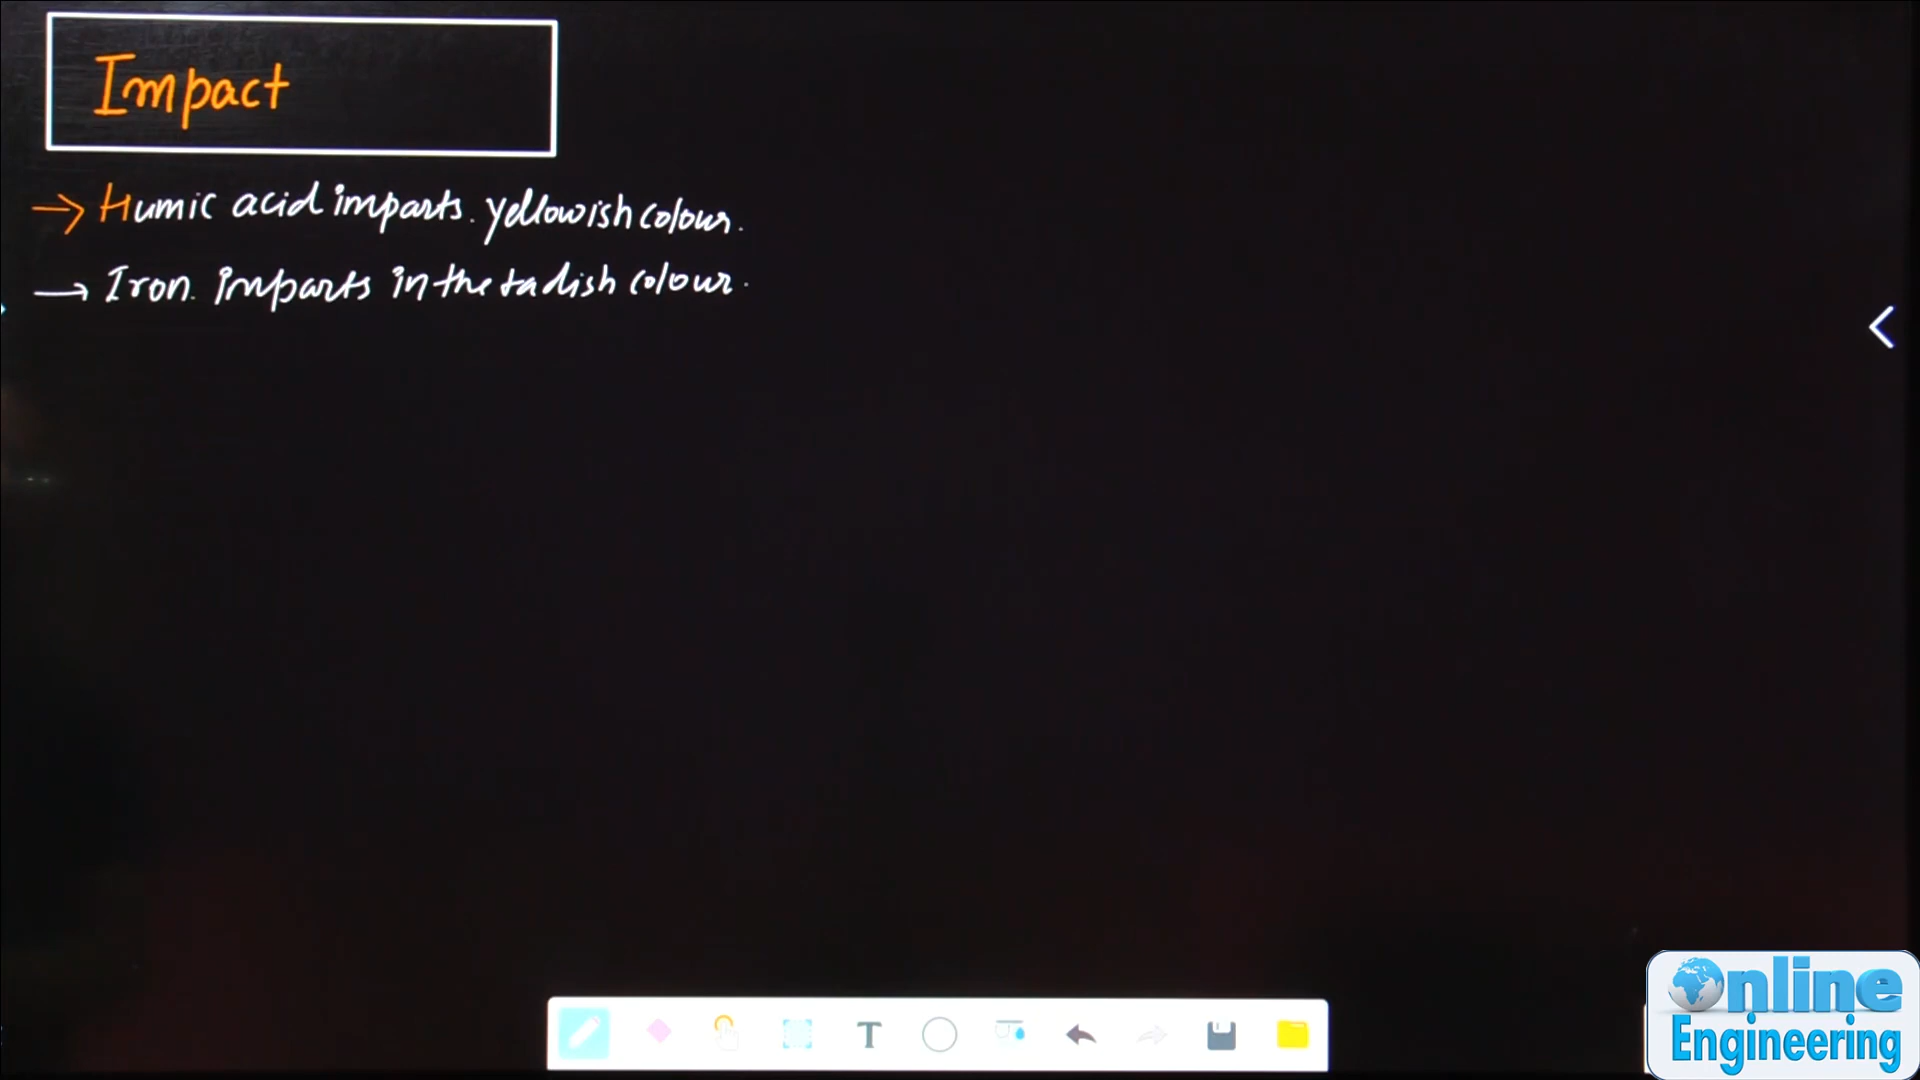 Impact
→ Humic acid imparts. yellowish colour.
→ Iron. imparts in the radish colour.
T
Online
Engineering